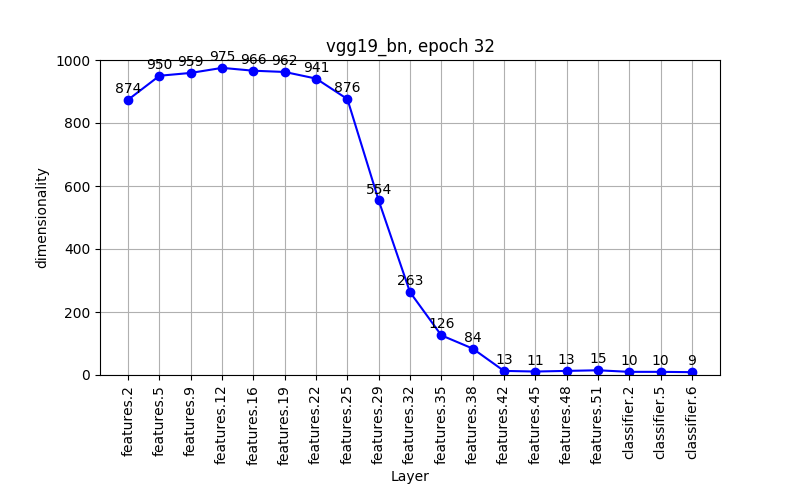 vgg19_bn, epoch 32
dimensionality
1000
800
600
400
200
0
874
950
959
975
966
962
941
876
554
263
126
84
13
11
13
15
10
10
9
features.2
features.5
features.9
features.12
features.16
features.19
features.22
features.25
features.29
features.32
features.35
features.38
features.42
features.45
features.48
features.51
classifier.2
classifier.5
classifier.6
Layer